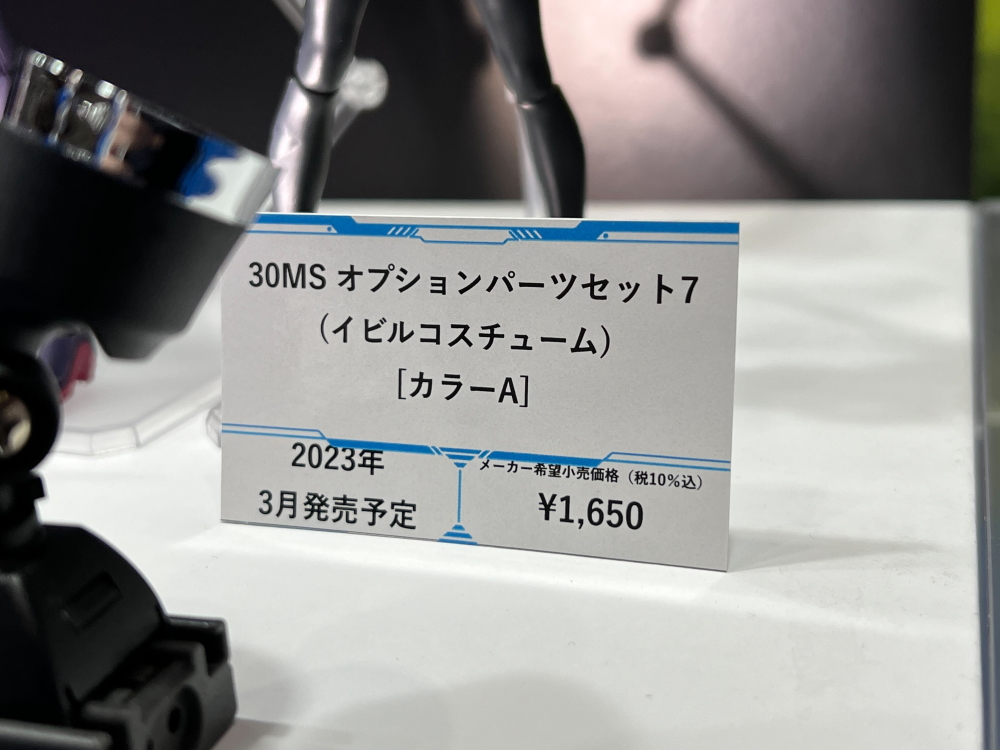 30MS オプションパーツセット7
(イビルコスチューム)
[カラーA]
2023年
3月発売予定
メーカー希望小売価格（税10%込）
¥1,650